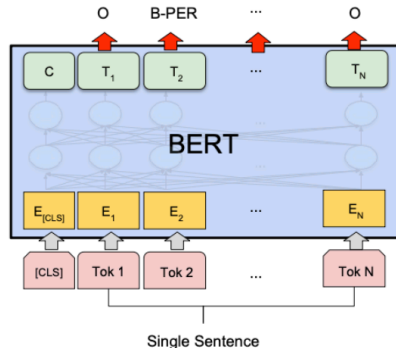 O B-PER ... O
C T1 T2 ... TN
BERT
E[CLS] E1 E2 ... EN
[CLS] Tok 1 Tok 2 ... Tok N
Single Sentence